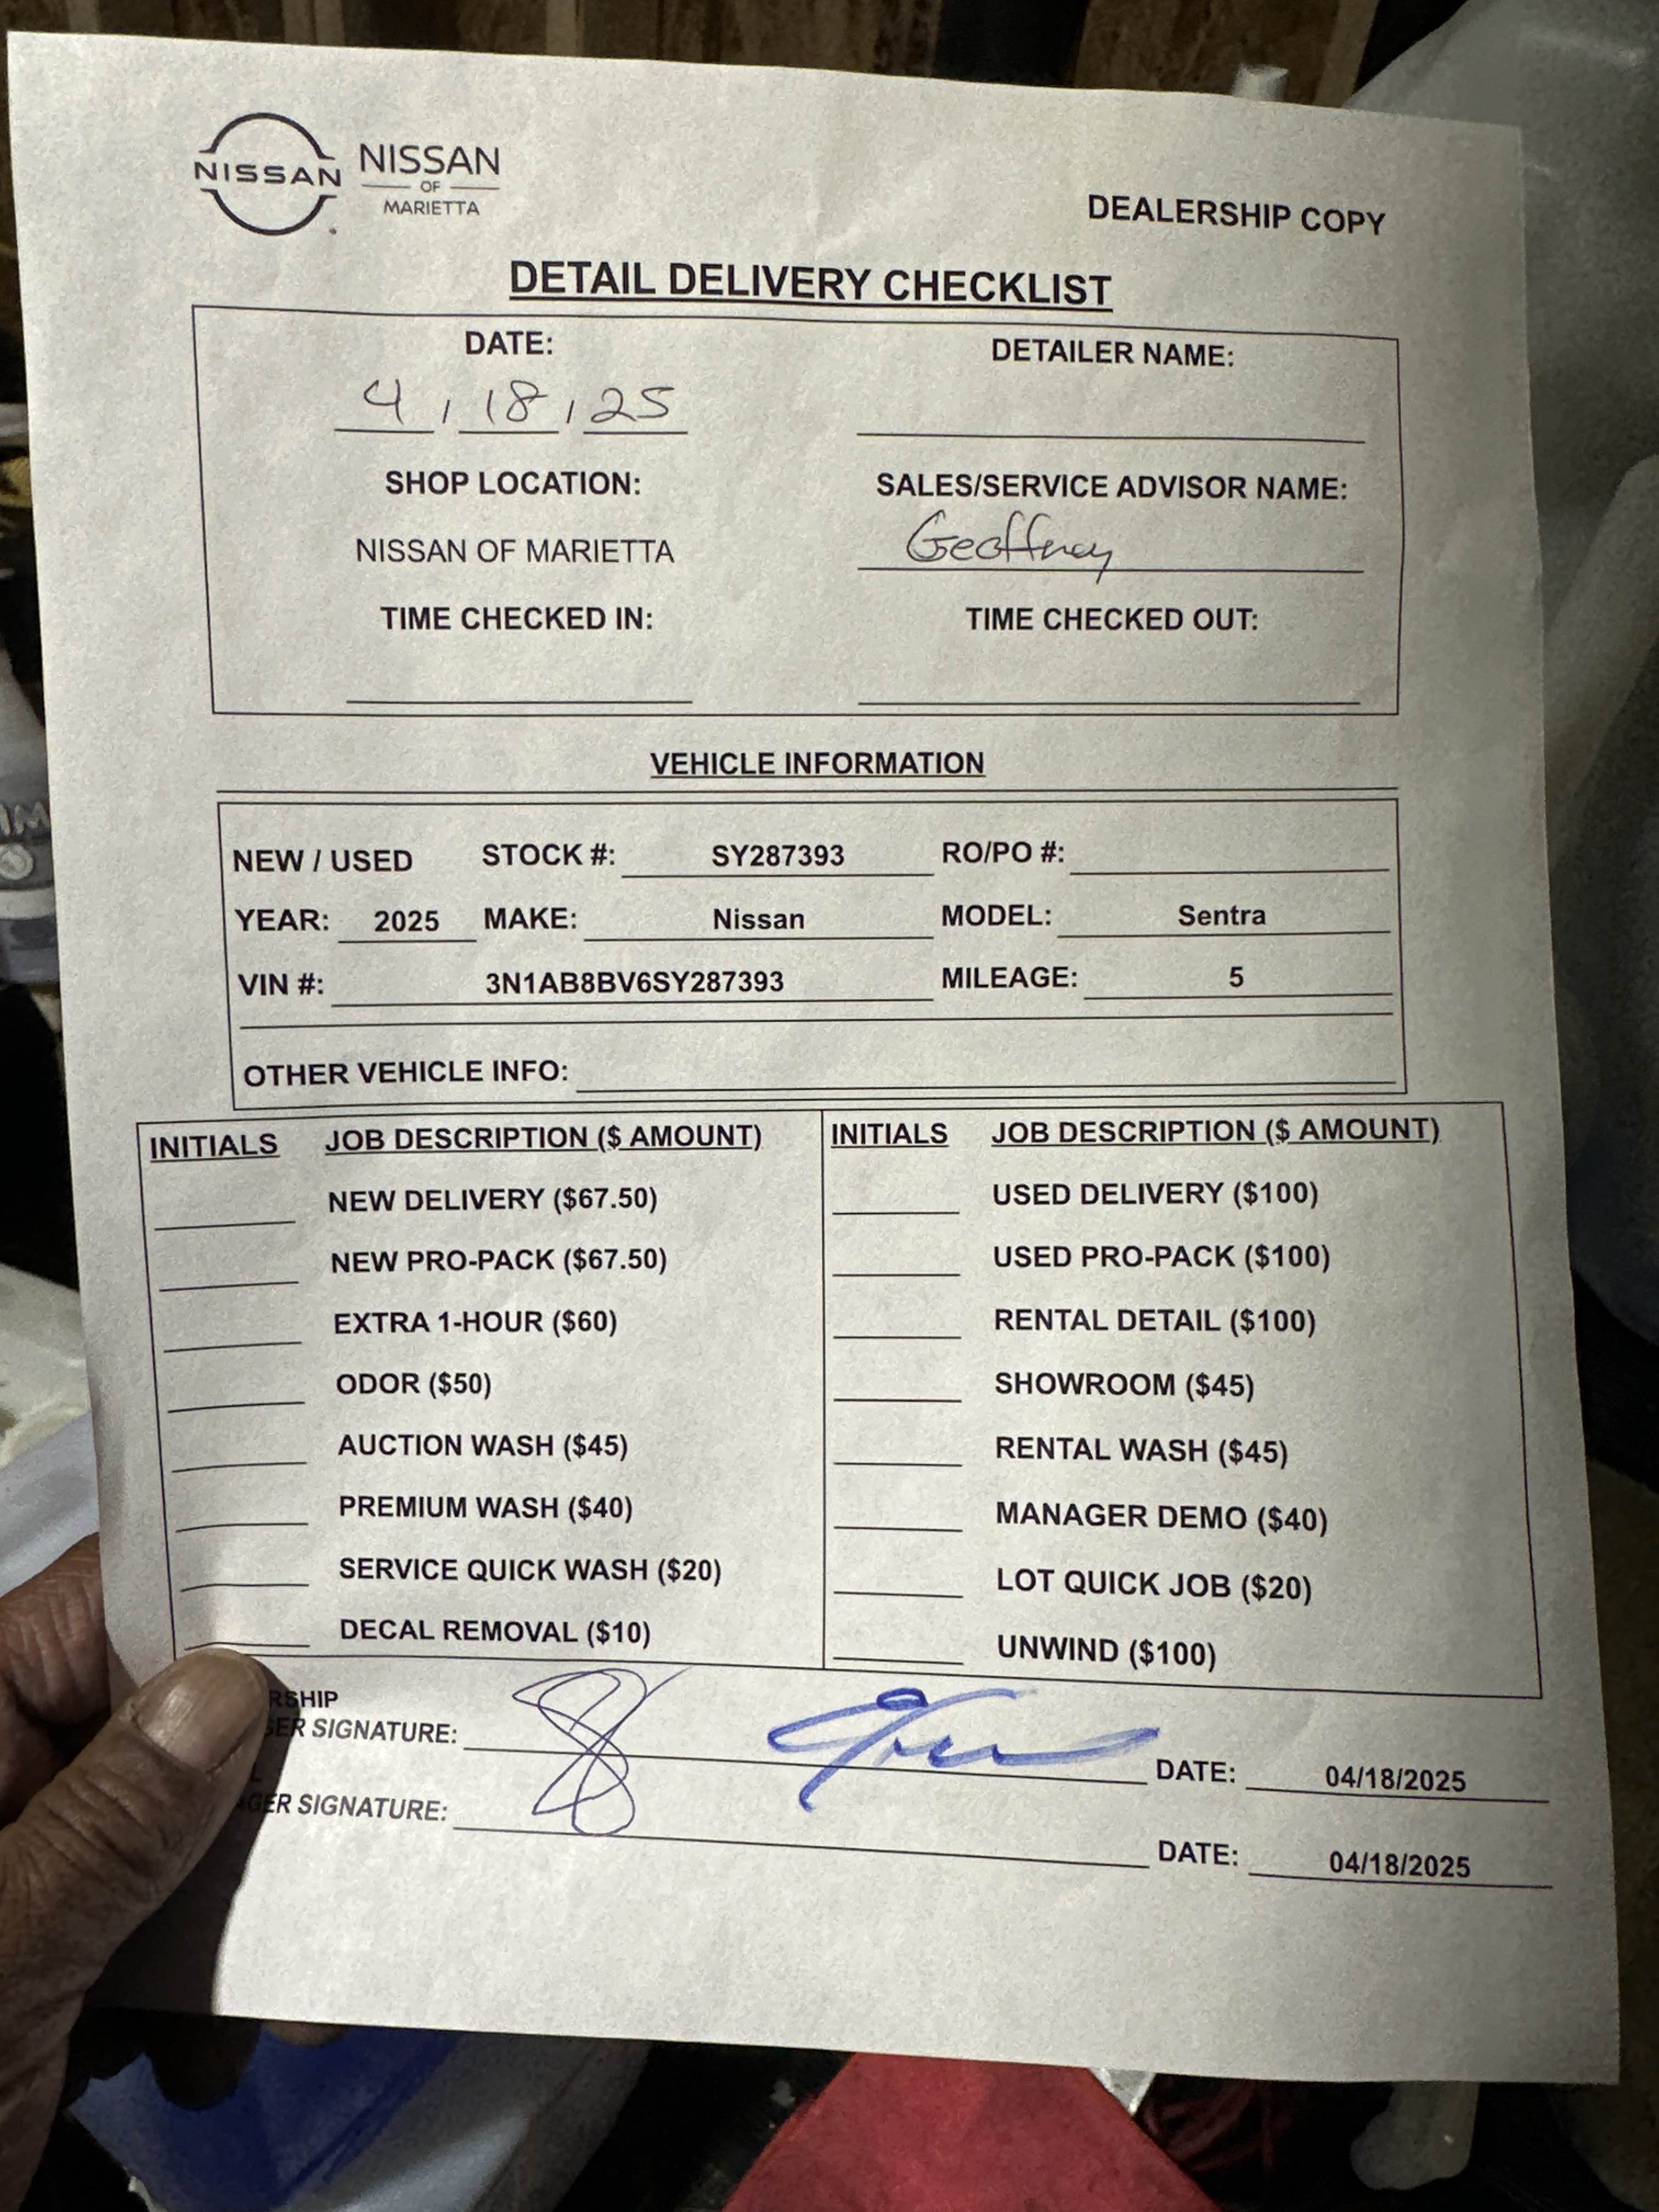 NISSAN
NISSAN
OF
MARIETTA
DEALERSHIP COPY
DETAIL DELIVERY CHECKLIST
DATE: DETAILER NAME:
4 / 18 / 25
SHOP LOCATION: SALES/SERVICE ADVISOR NAME:
NISSAN OF MARIETTA Geoffrey
TIME CHECKED IN: TIME CHECKED OUT:
VEHICLE INFORMATION
NEW / USED STOCK #: SY287393 RO/PO #:
YEAR: 2025 MAKE: Nissan MODEL: Sentra
VIN #: 3N1AB8BV6SY287393 MILEAGE: 5
OTHER VEHICLE INFO:
INITIALS JOB DESCRIPTION ($ AMOUNT) INITIALS JOB DESCRIPTION ($ AMOUNT)
NEW DELIVERY ($67.50) USED DELIVERY ($100)
NEW PRO-PACK ($67.50) USED PRO-PACK ($100)
EXTRA 1-HOUR ($60) RENTAL DETAIL ($100)
ODOR ($50) SHOWROOM ($45)
AUCTION WASH ($45) RENTAL WASH ($45)
PREMIUM WASH ($40) MANAGER DEMO ($40)
SERVICE QUICK WASH ($20) LOT QUICK JOB ($20)
DECAL REMOVAL ($10) UNWIND ($100)
RSHIP
ER SIGNATURE: DATE: 04/18/2025
GER SIGNATURE: DATE: 04/18/2025